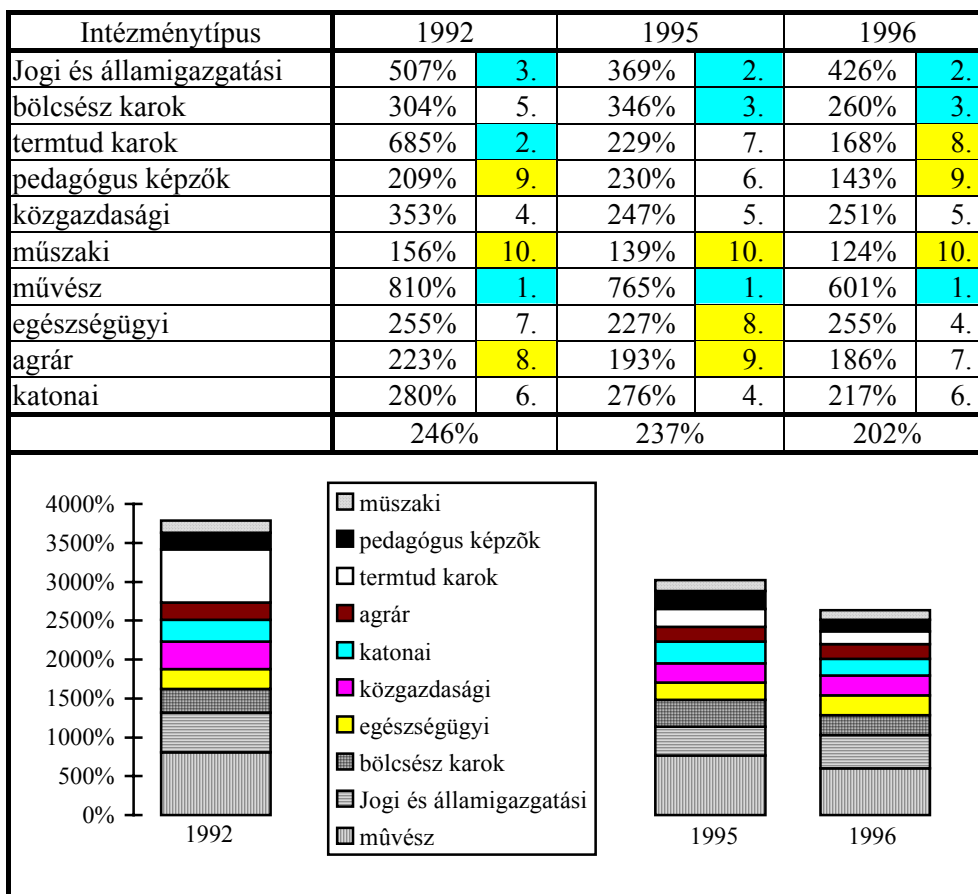 Intézménytípus 1992 1995 1996
Jogi és államigazgatási 507% 3. 369% 2. 426% 2.
bölcsész karok 304% 5. 346% 3. 260% 3.
termtud karok 685% 2. 229% 7. 168% 8.
pedagógus képzők 209% 9. 230% 6. 143% 9.
közgazdasági 353% 4. 247% 5. 251% 5.
műszaki 156% 10. 139% 10. 124% 10.
művész 810% 1. 765% 1. 601% 1.
egészségügyi 255% 7. 227% 8. 255% 4.
agrár 223% 8. 193% 9. 186% 7.
katonai 280% 6. 276% 4. 217% 6.
246% 237% 202%
4000%
3500%
3000%
2500%
2000%
1500%
1000%
500%
0%
1992
müszaki
pedagógus képzõk
termtud karok
agrár
katonai
közgazdasági
egészségügyi
bölcsész karok
Jogi és államigazgatási
mûvész
1995 1996